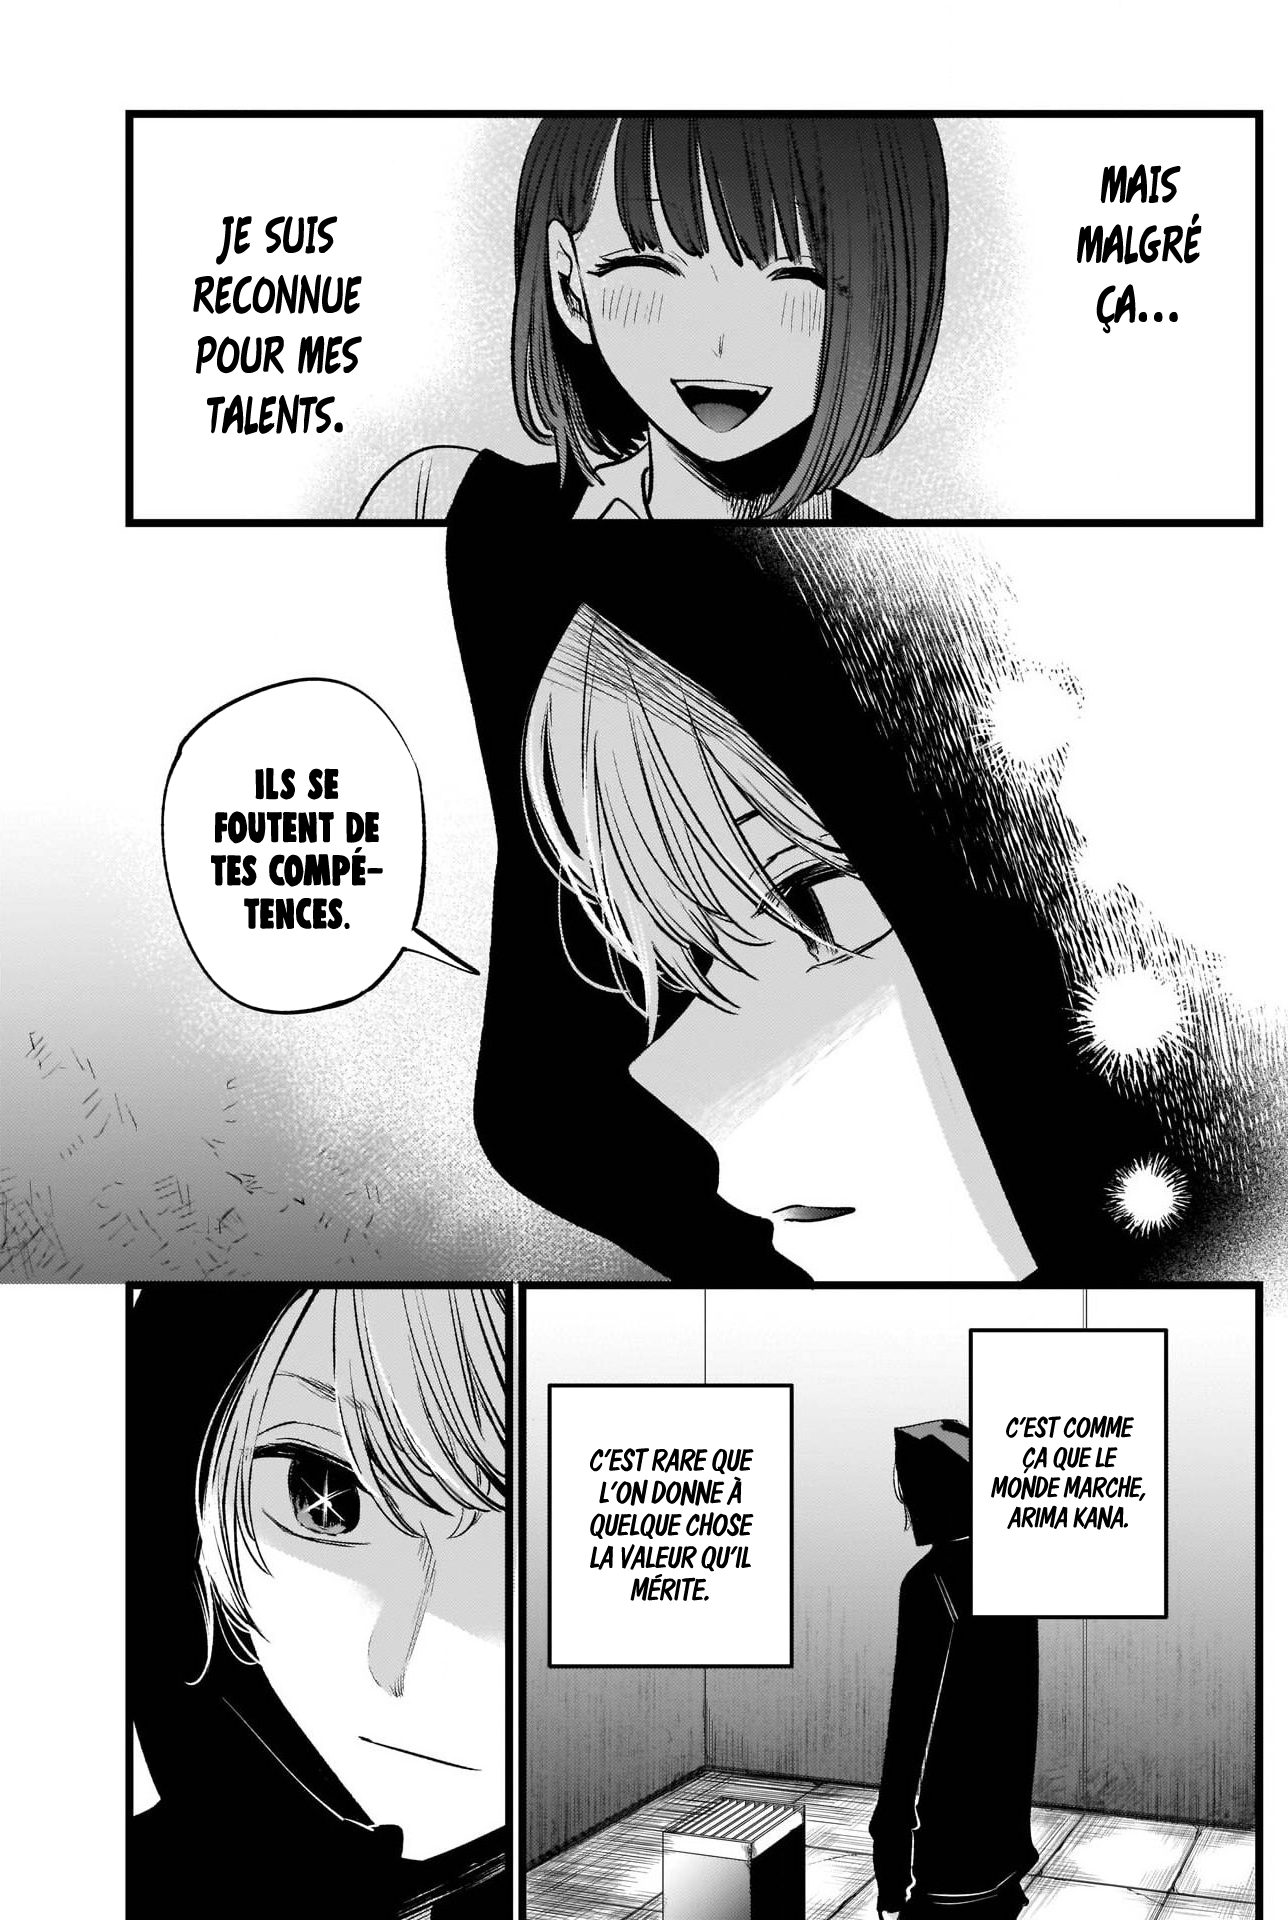 MAIS
MALGRÉ
ÇA...
JE SUIS
RECONNUE
POUR MES
TALENTS.
ILS SE
FOUTENT DE
TES COMPÉ-
TENCES.
C'EST COMME
ÇA QUE LE
MONDE MARCHE,
ARIMA KANA.
C'EST RARE QUE
L'ON DONNE À
QUELQUE CHOSE
LA VALEUR QU'IL
MÉRITE.